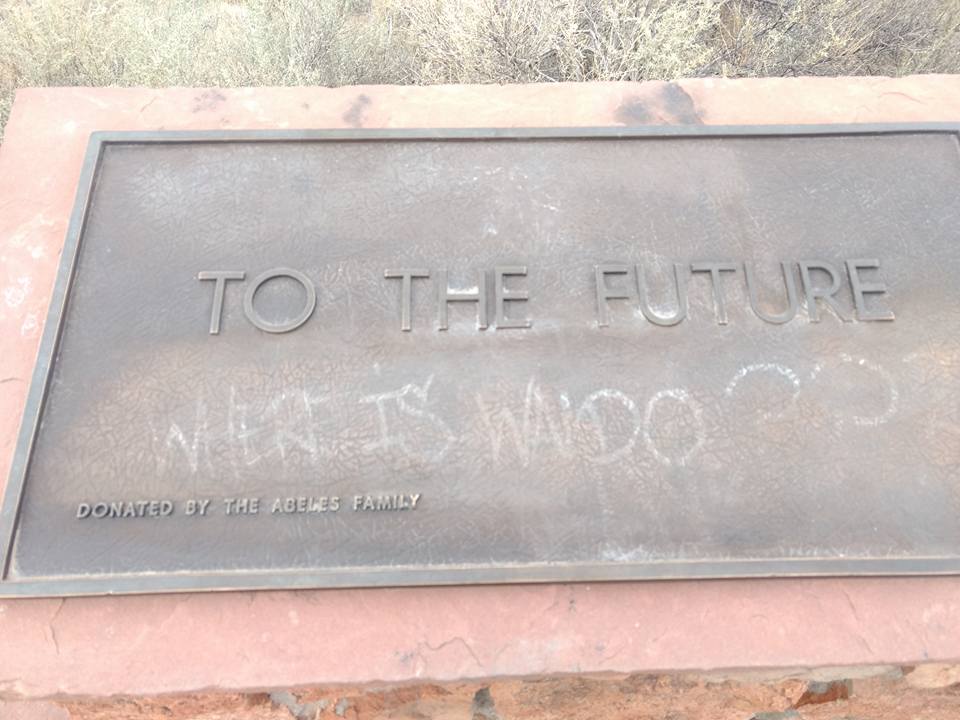 TO THE FUTURE
WHERE IS WALDO ??
DONATED BY THE ABELES FAMILY